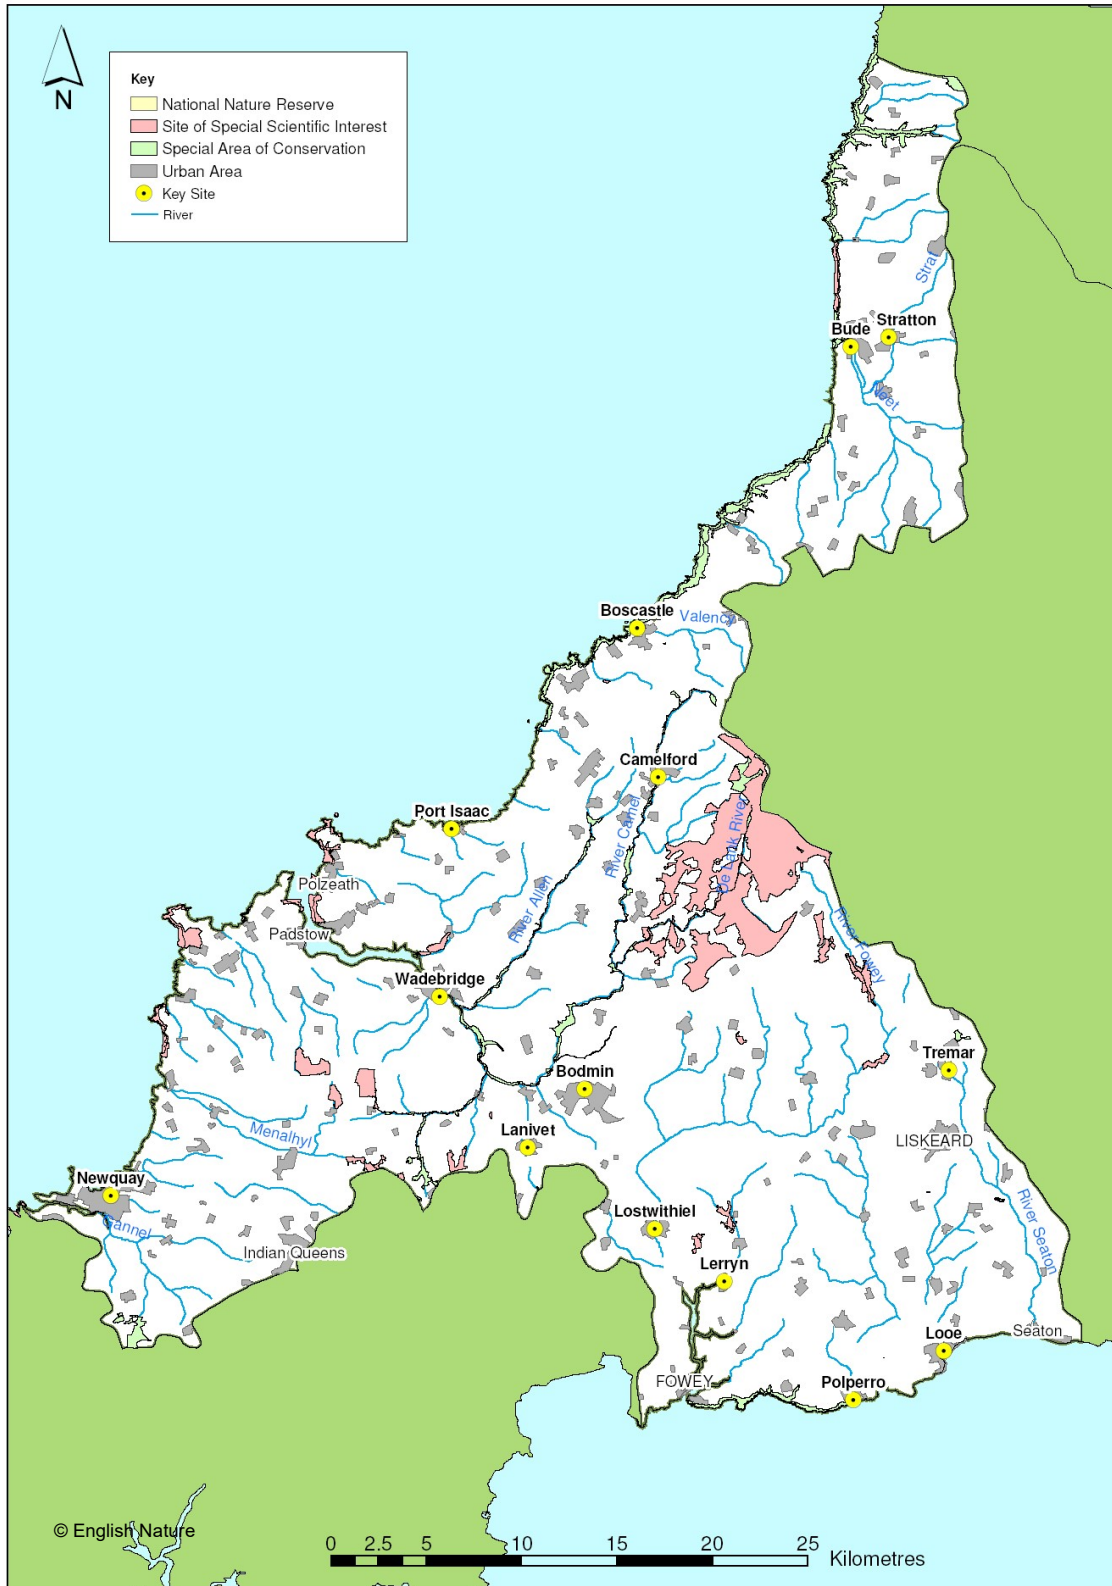 N
Key
National Nature Reserve
Site of Special Scientific Interest
Special Area of Conservation
Urban Area
Key Site
River
Strat
Stratton
Bude
Neet
Boscastle
Valency
Camelford
Port Isaac
River Camel
De Lank River
Polzeath
River Allen
Padstow
River Fowey
Wadebridge
Tremar
Bodmin
Menalhyl
Lanivet
LISKEARD
Newquay
Gannel
Lostwithiel
River Seaton
Indian Queens
Lerryn
Seaton
Looe
FOWEY
Polperro
© English Nature
0 2.5 5 10 15 20 25
Kilometres